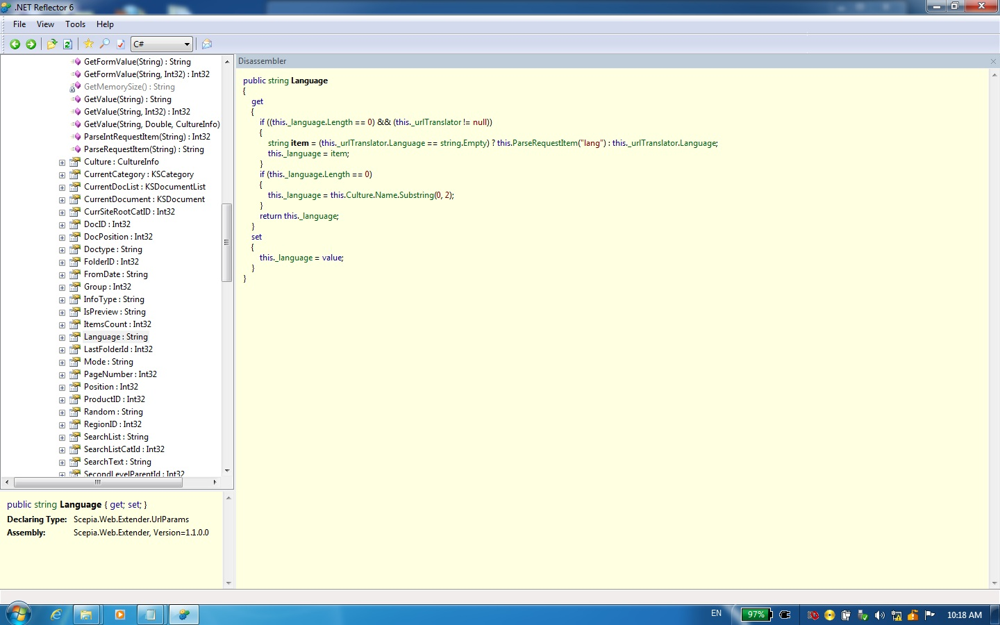 .NET Reflector 6
File View Tools Help
C#
GetFormValue(String) : String
GetFormValue(String, Int32) : Int32
GetMemorySize() : String
GetValue(String) : String
GetValue(String, Int32) : Int32
GetValue(String, Double, CultureInfo)
ParseIntRequestItem(String) : Int32
ParseRequestItem(String) : String
Culture : CultureInfo
CurrentCategory : KSCategory
CurrentDocList : KSDocumentList
CurrentDocument : KSDocument
CurrSiteRootCatID : Int32
DocID : Int32
DocPosition : Int32
Doctype : String
FolderID : Int32
FromDate : String
Group : Int32
InfoType : String
IsPreview : String
ItemsCount : Int32
Language : String
LastFolderId : Int32
Mode : String
PageNumber : Int32
Position : Int32
ProductID : Int32
Random : String
RegionID : Int32
SearchList : String
SearchListCatId : Int32
SearchText : String
SecondLevelParentId : Int32
public string Language { get; set; }
Declaring Type: Scepia.Web.Extender.UrlParams
Assembly: Scepia.Web.Extender, Version=1.1.0.0
Disassembler
public string Language
{
get
{
if ((this._language.Length == 0) && (this._urlTranslator != null))
{
string item = (this._urlTranslator.Language == string.Empty) ? this.ParseRequestItem("lang") : this._urlTranslator.Language;
this._language = item;
}
if (this._language.Length == 0)
{
this._language = this.Culture.Name.Substring(0, 2);
}
return this._language;
}
set
{
this._language = value;
}
}
EN
97%
10:18 AM